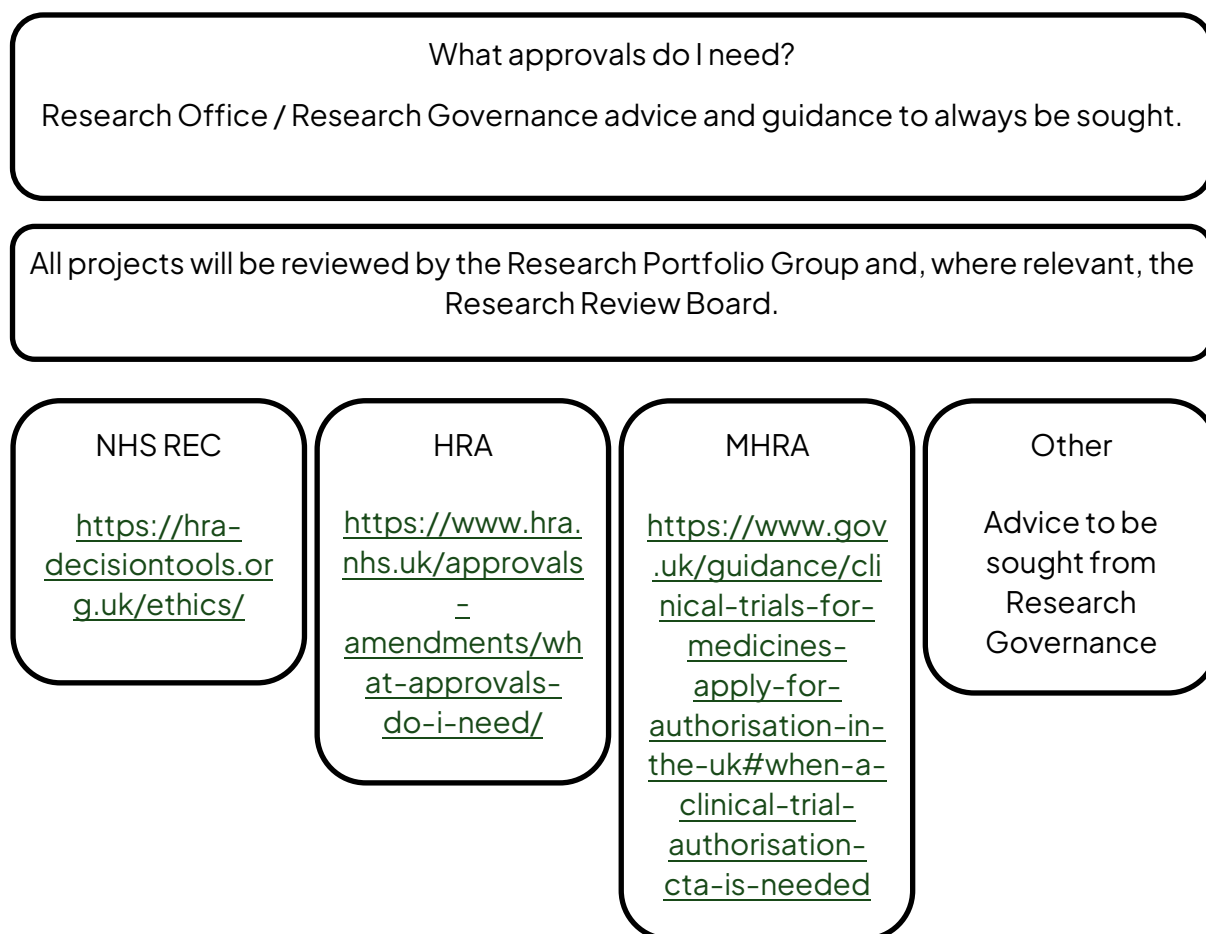 What approvals do I need?
Research Office / Research Governance advice and guidance to always be sought.
All projects will be reviewed by the Research Portfolio Group and, where relevant, the
Research Review Board.
NHS REC
https://hra-
decisiontools.or
g.uk/ethics/
HRA
https://www.hra.
nhs.uk/approvals
-
amendments/wh
at-approvals-
do-i-need/
MHRA
https://www.gov
.uk/guidance/cli
nical-trials-for-
medicines-
apply-for-
authorisation-in-
the-uk#when-a-
clinical-trial-
authorisation-
cta-is-needed
Other
Advice to be
sought from
Research
Governance